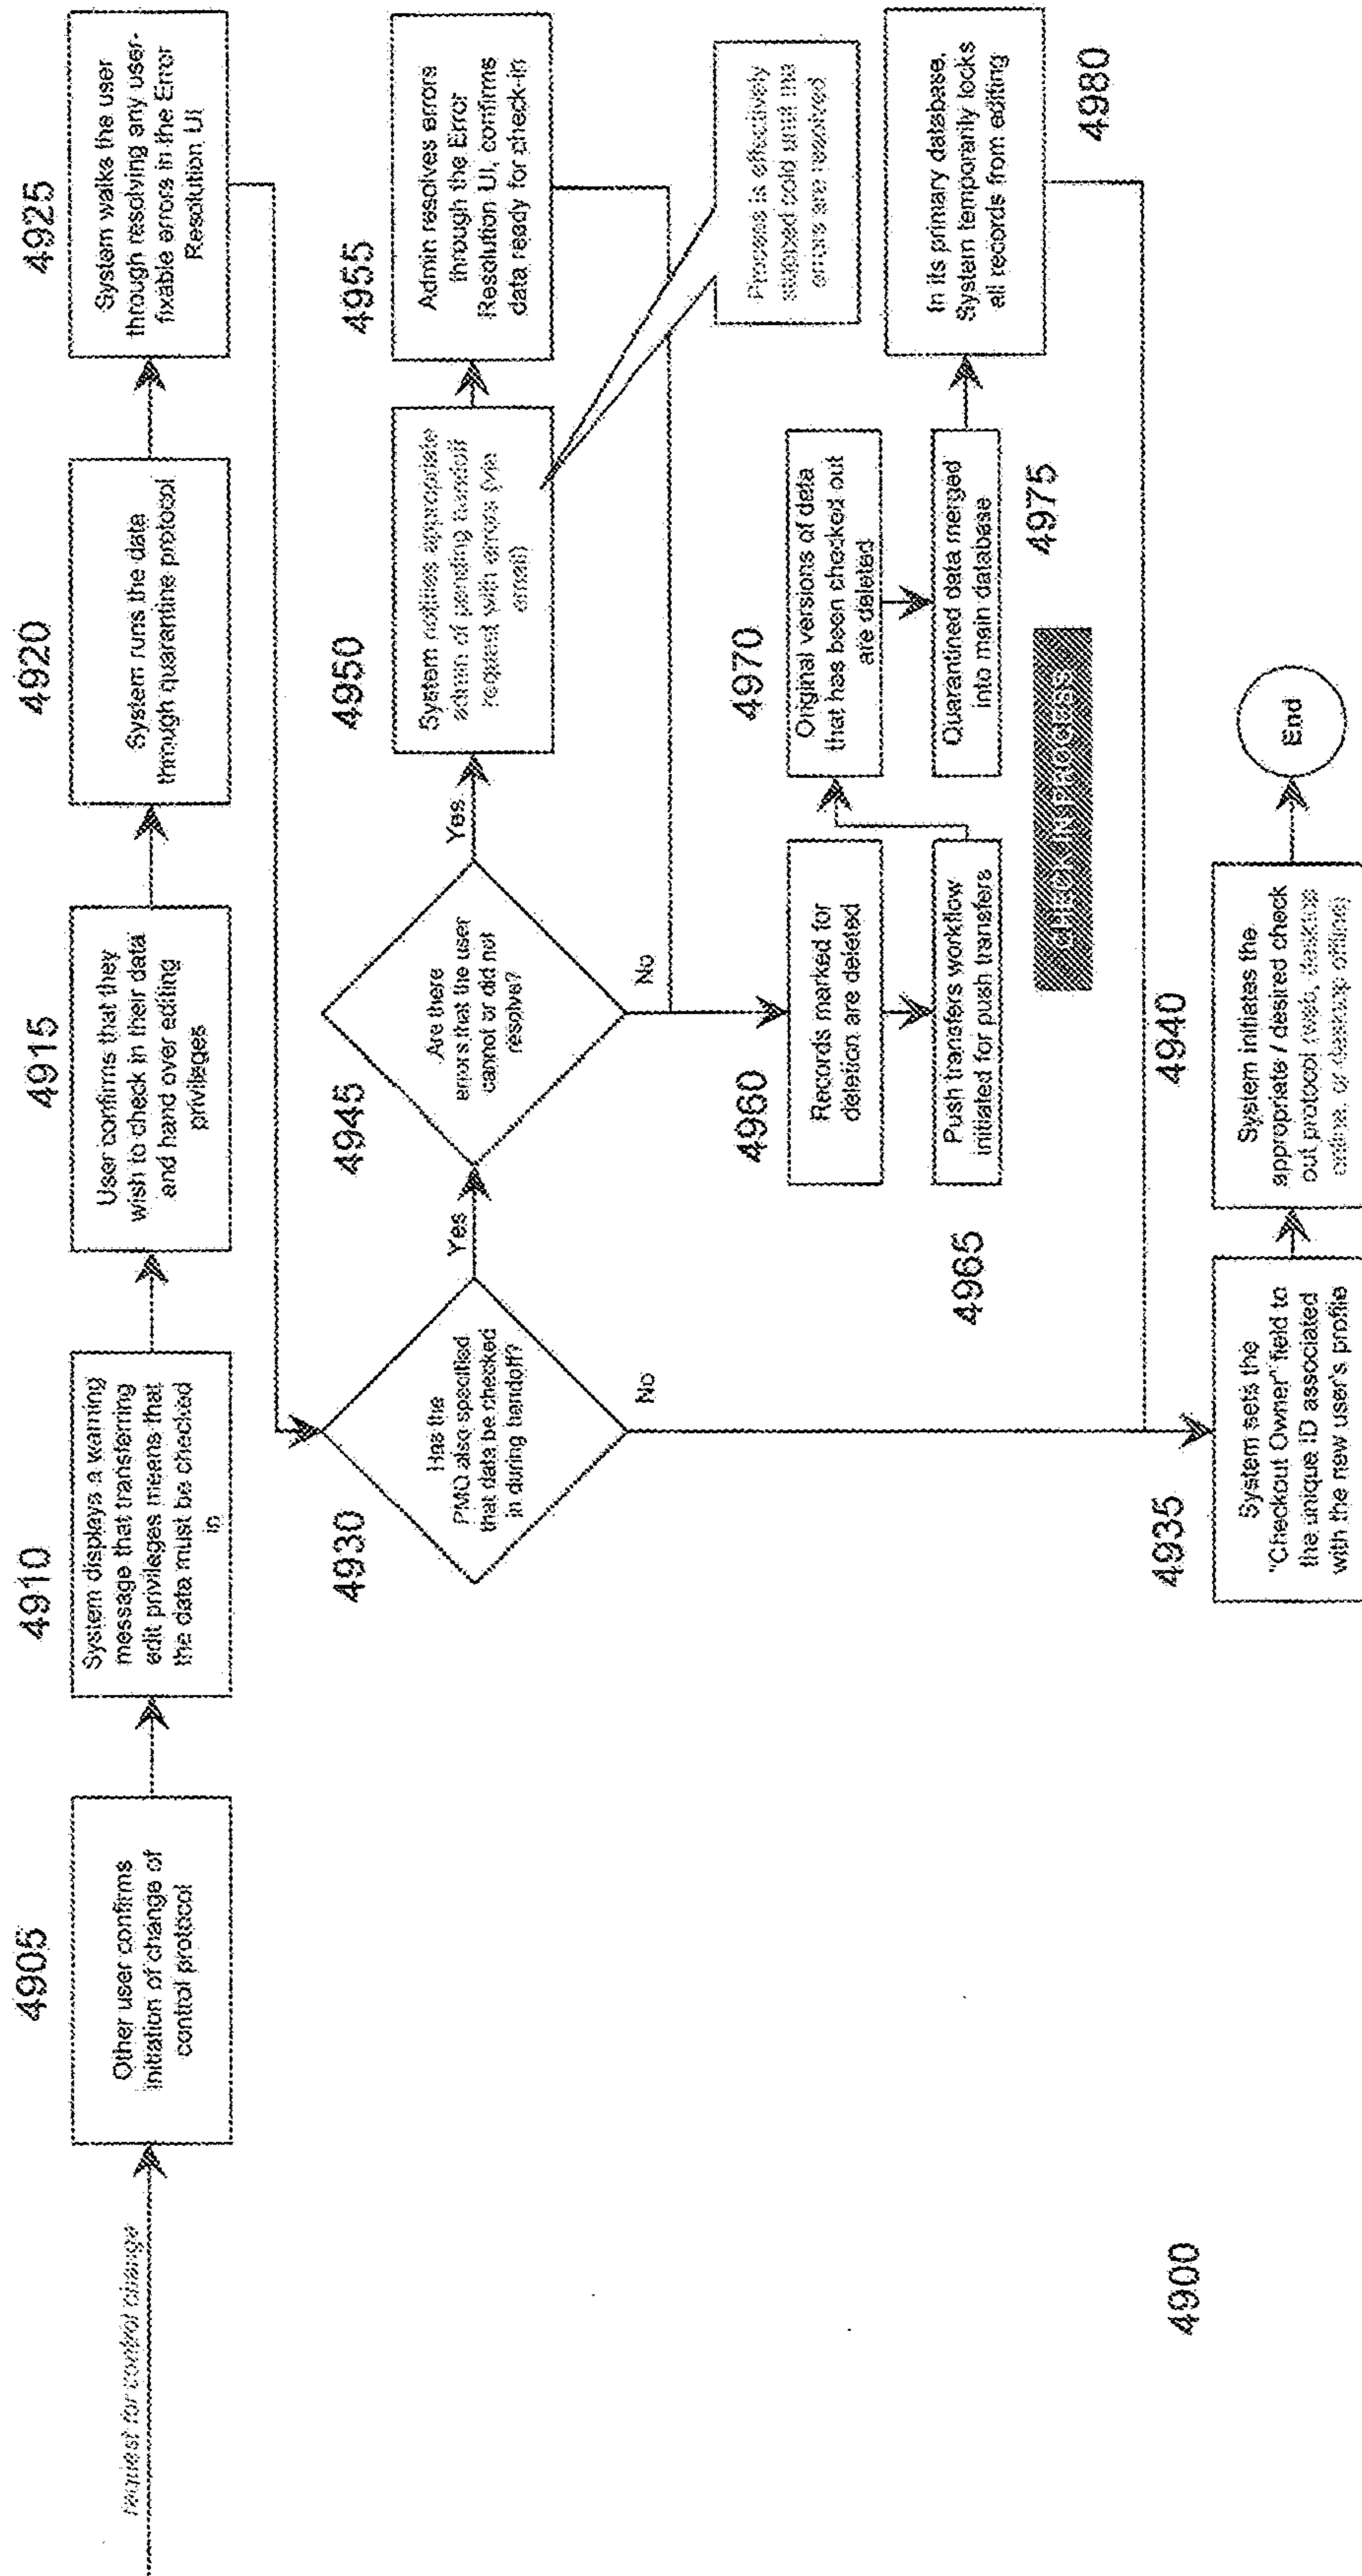 request for control change
4905
Other user confirms
initiation of change of
control protocol
4910
System displays a warning
message that transferring
edit privileges means that
the data must be checked
in
4915
User confirms that they
wish to check in their data
and hand over editing
privileges
4920
System runs the data
through quarantine protocol
4925
System walks the user
through resolving any user-
fixable errors in the Error
Resolution UI
4930
Has the
PMO also specified
that data be checked
in during handoff?
Yes
No
4945
Are there
errors that the user
cannot or did not
resolve?
Yes
No
4950
System notifies appropriate
admin of pending handoff
request with errors (via
email)
4955
Admin resolves errors
through the Error
Resolution UI, confirms
data ready for check-in
Process is effectively
stopped cold until the
errors are resolved
4960
Records marked for
deletion are deleted
4965
Push transfers workflow
initiated for push transfers
4970
Original versions of data
that has been checked out
are deleted
4975
Quarantined data merged
into main database
4980
In its primary database,
System temporarily locks
all records from editing
CHECK IN PROCESS
4935
System sets the
"Checkout Owner" field to
the unique ID associated
with the new user's profile
4940
System initiates the
appropriate / desired check
out protocol (web, desktop
online, or desktop offline)
End
4900